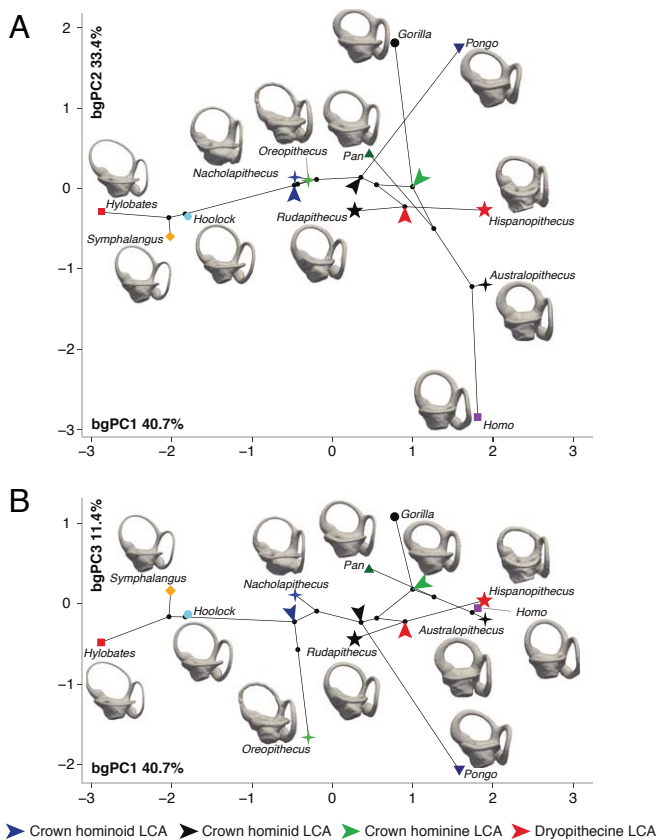 A
bgPC2 33.4%
2
1
0
−1
−2
−3
Gorilla
Pongo
Oreopithecus
Pan
Nacholapithecus
Hylobates
Rudapithecus
Hispanopithecus
Hoolock
Symphalangus
Australopithecus
Homo
bgPC1 40.7%
−3 −2 −1 0 1 2 3
B
bgPC3 11.4%
1
0
−1
−2
Gorilla
Pan
Symphalangus
Nacholapithecus
Hispanopithecus
Hoolock
Homo
Australopithecus
Hylobates
Rudapithecus
Oreopithecus
Pongo
bgPC1 40.7%
−3 −2 −1 0 1 2 3
Crown hominoid LCA Crown hominid LCA Crown hominine LCA Dryopithecine LCA